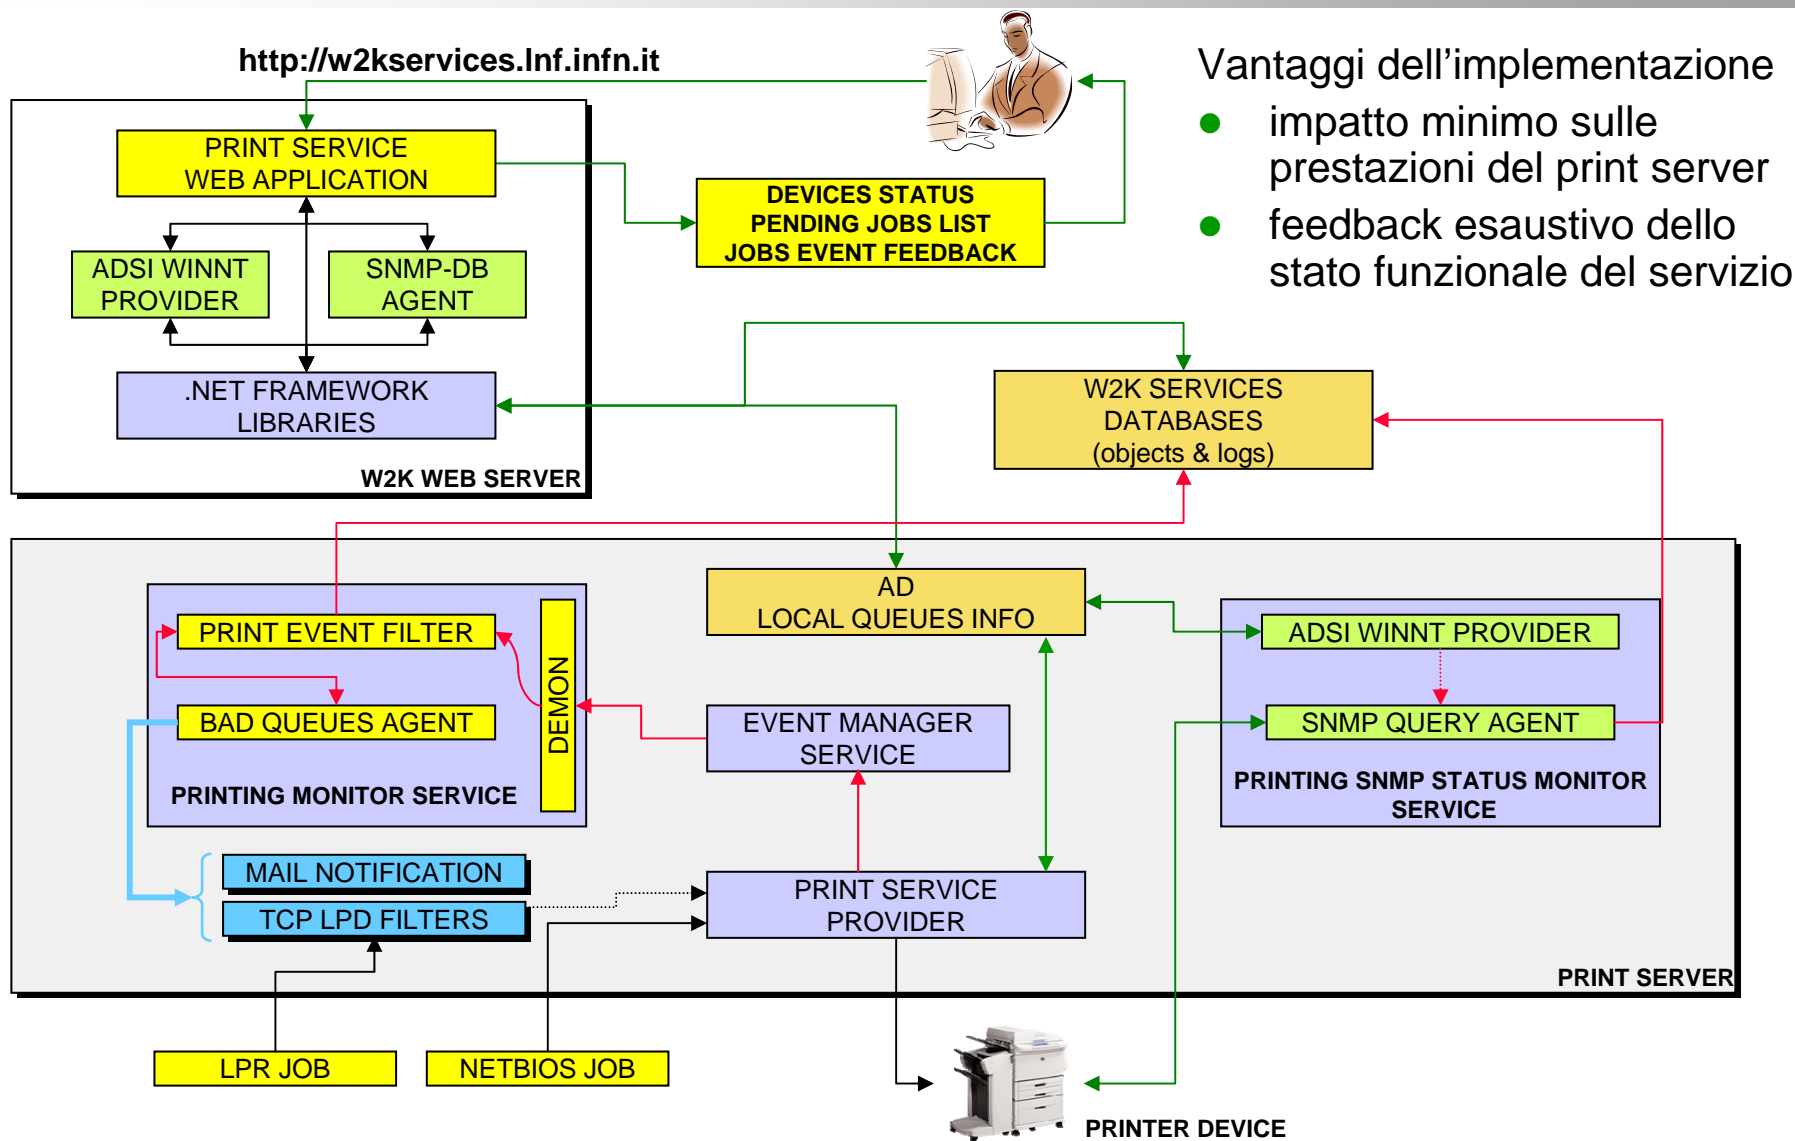 http://w2kservices.lnf.infn.it
Vantaggi dell'implementazione
impatto minimo sulle
prestazioni del print server
feedback esaustivo dello
stato funzionale del servizio
PRINT SERVICE
WEB APPLICATION
DEVICES STATUS
PENDING JOBS LIST
JOBS EVENT FEEDBACK
ADSI WINNT
PROVIDER
SNMP-DB
AGENT
.NET FRAMEWORK
LIBRARIES
W2K WEB SERVER
W2K SERVICES
DATABASES
(objects & logs)
AD
LOCAL QUEUES INFO
PRINT EVENT FILTER
BAD QUEUES AGENT
DEMON
PRINTING MONITOR SERVICE
EVENT MANAGER
SERVICE
ADSI WINNT PROVIDER
SNMP QUERY AGENT
PRINTING SNMP STATUS MONITOR
SERVICE
MAIL NOTIFICATION
TCP LPD FILTERS
PRINT SERVICE
PROVIDER
PRINT SERVER
LPR JOB
NETBIOS JOB
PRINTER DEVICE